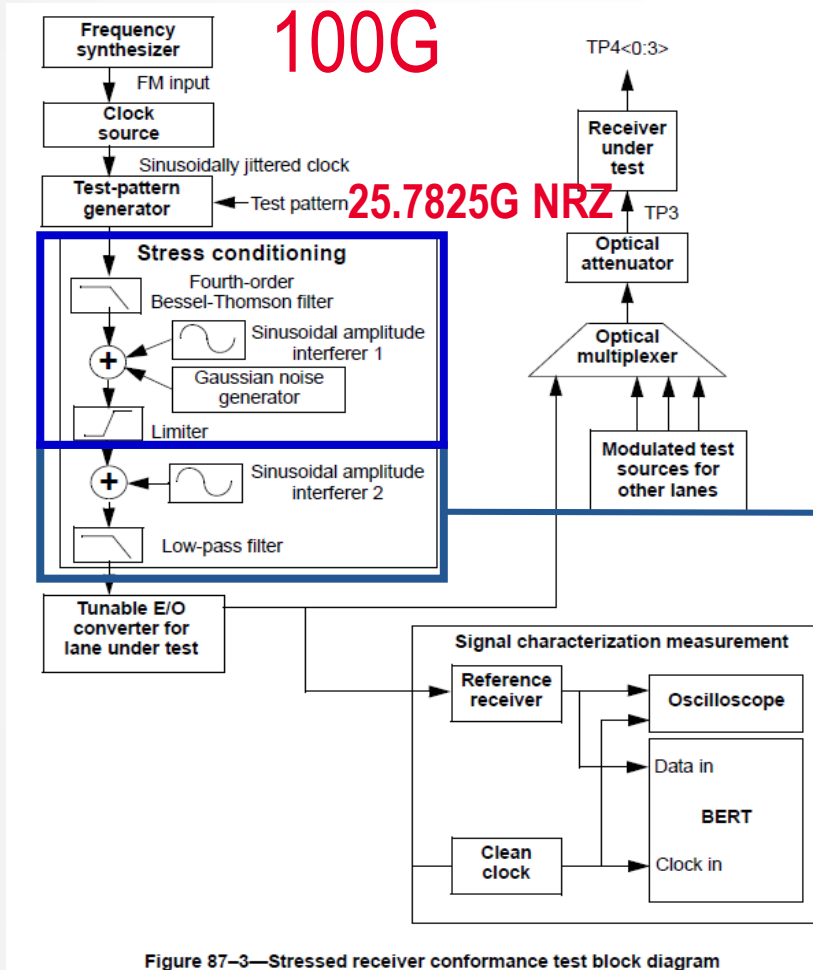 100G
Frequency
synthesizer
FM input
Clock
source
Sinusoidally jittered clock
Test-pattern
generator
Test pattern
25.7825G NRZ
Stress conditioning
Fourth-order
Bessel-Thomson filter
+
Sinusoidal amplitude
interferer 1
Gaussian noise
generator
Limiter
+
Sinusoidal amplitude
interferer 2
Low-pass filter
Tunable E/O
converter for
lane under test
TP4<0:3>
Receiver
under
test
TP3
Optical
attenuator
Optical
multiplexer
Modulated test
sources for
other lanes
Signal characterization measurement
Reference
receiver
Oscilloscope
Data in
BERT
Clean
clock
Clock in
Figure 87–3—Stressed receiver conformance test block diagram